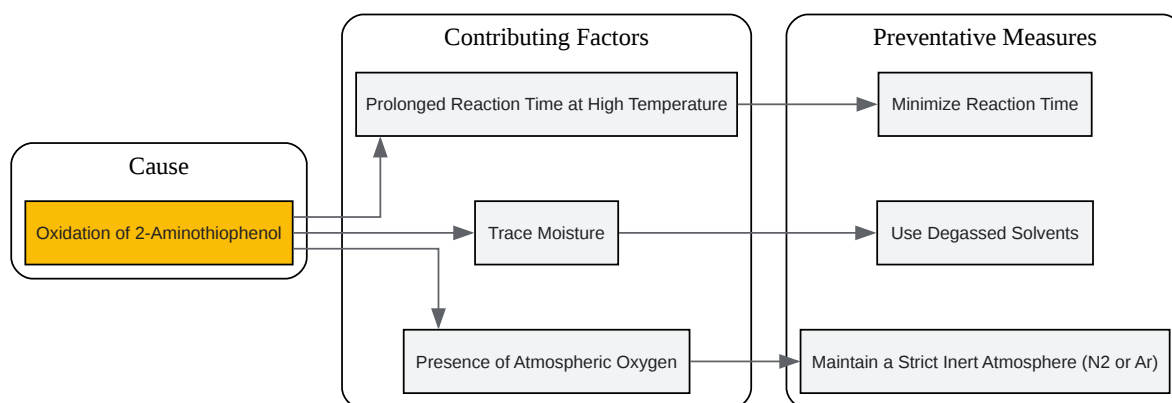 Contributing Factors
Preventative Measures
Prolonged Reaction Time at High Temperature
Minimize Reaction Time
Cause
Oxidation of 2-Aminothiophenol
Trace Moisture
Use Degassed Solvents
Presence of Atmospheric Oxygen
Maintain a Strict Inert Atmosphere (N2 or Ar)